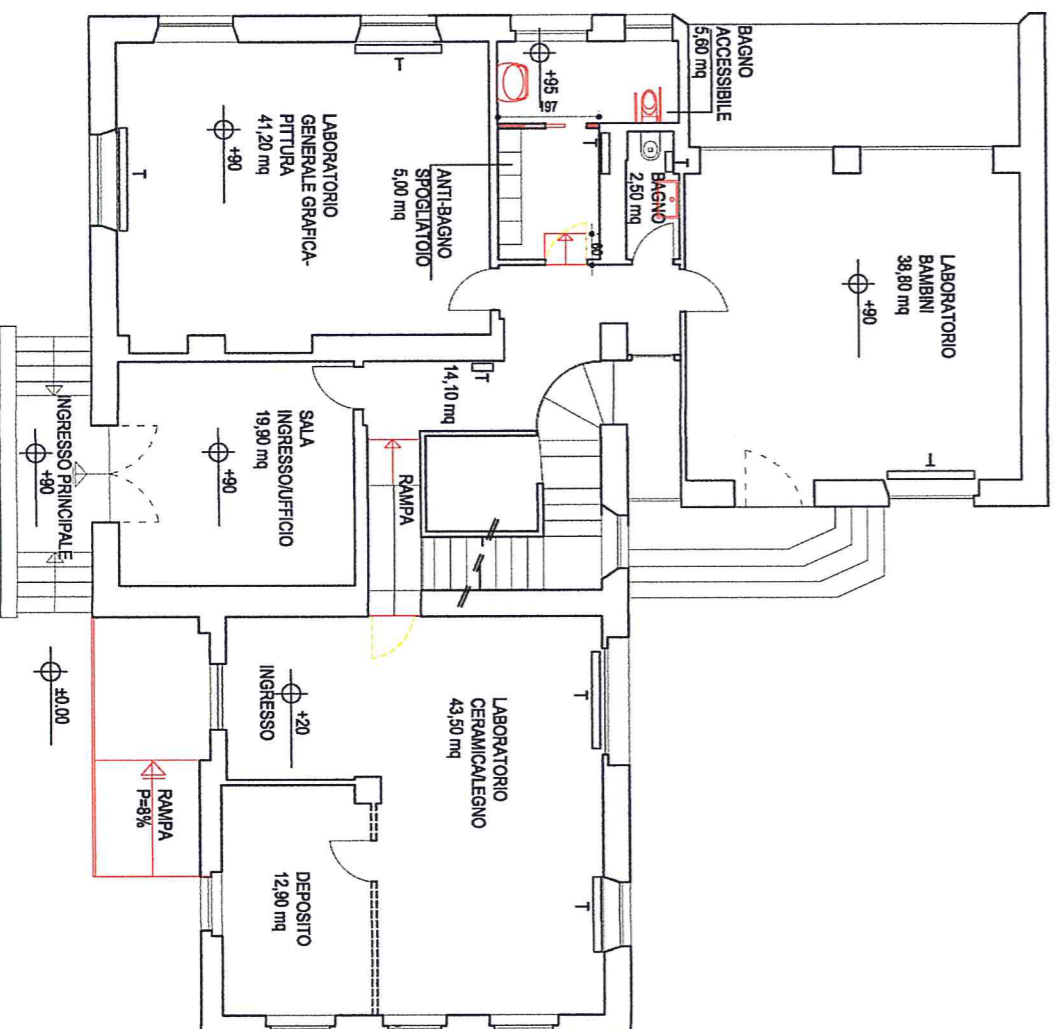 BAGNO
ACCESSIBILE
5,60 mq
+95
197
T
T
BAGNO
2,50 mq
T
60
LABORATORIO
BAMBINI
38,80 mq
+90
T
LABORATORIO
GENERALE GRAFICA-
PITTURA
41,20 mq
+90
T
ANTI-BAGNO
SPOGLIATOIO
5,00 mq
T
14,10 mq
RAMPA
SALA
INGRESSO/UFFICIO
19,90 mq
+90
INGRESSO PRINCIPALE
+90
±0.00
INGRESSO
+20
LABORATORIO
CERAMICA/LEGNO
43,50 mq
T
T
RAMPA
P=8%
DEPOSITO
12,90 mq